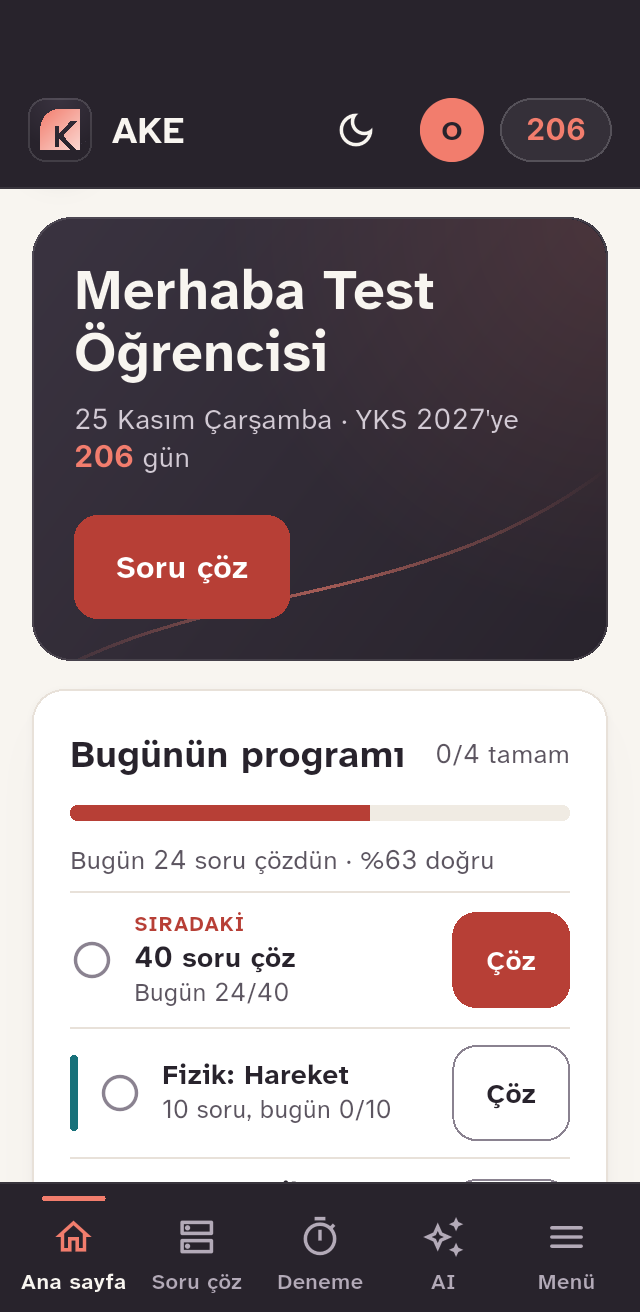 K
AKE
O
206
Merhaba Test
Öğrencisi
25 Kasım Çarşamba · YKS 2027'ye
206 gün
Soru çöz
Bugünün programı
0/4 tamam
Bugün 24 soru çözdün · %63 doğru
SIRADAKİ
40 soru çöz
Bugün 24/40
Çöz
Fizik: Hareket
10 soru, bugün 0/10
Çöz
Ana sayfa
Soru çöz
Deneme
AI
Menü